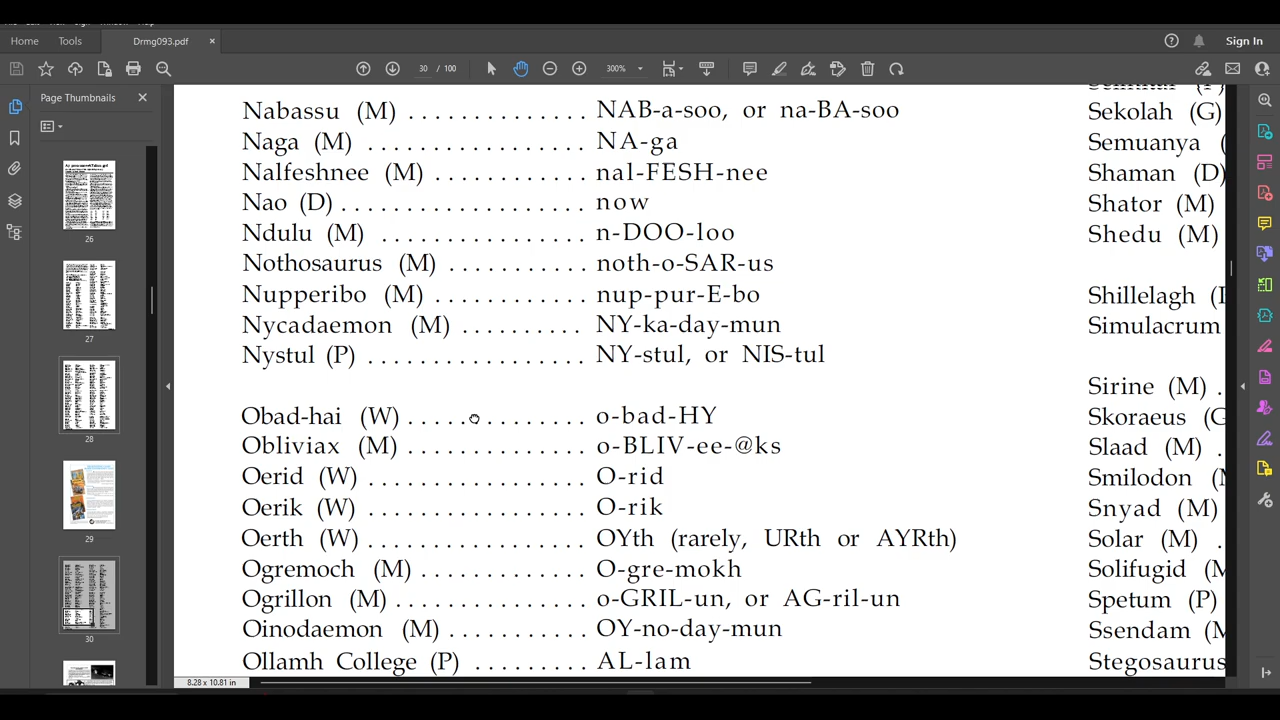 Home Tools Drmg093.pdf × Sign In
30 / 100 300%
Page Thumbnails
26
27
28
29
30
Nabassu (M) . . . . . . . . . . . . . . NAB-a-soo, or na-BA-soo
Naga (M) . . . . . . . . . . . . . . . . . NA-ga
Nalfeshnee (M) . . . . . . . . . . . . nal-FESH-nee
Nao (D) . . . . . . . . . . . . . . . . . . . now
Ndulu (M) . . . . . . . . . . . . . . . . n-DOO-loo
Nothosaurus (M) . . . . . . . . . . . noth-o-SAR-us
Nupperibo (M) . . . . . . . . . . . . nup-pur-E-bo
Nycadaemon (M) . . . . . . . . . . NY-ka-day-mun
Nystul (P) . . . . . . . . . . . . . . . . . NY-stul, or NIS-tul
Obad-hai (W) . . . . . . . . . . . . . . o-bad-HY
Obliviax (M) . . . . . . . . . . . . . . o-BLIV-ee-@ks
Oerid (W) . . . . . . . . . . . . . . . . . O-rid
Oerik (W) . . . . . . . . . . . . . . . . . O-rik
Oerth (W) . . . . . . . . . . . . . . . . . OYth (rarely, URth or AYRth)
Ogremoch (M) . . . . . . . . . . . . . O-gre-mokh
Ogrillon (M) . . . . . . . . . . . . . . . o-GRIL-un, or AG-ril-un
Oinodaemon (M) . . . . . . . . . . . OY-no-day-mun
Ollamh College (P) . . . . . . . . . AL-lam
Sekolah (G)
Semuanya (
Shaman (D)
Shator (M)
Shedu (M)
Shillelagh (
Simulacrum
Sirine (M) .
Skoraeus (
Slaad (M) .
Smilodon (
Snyad (M)
Solar (M) .
Solifugid (
Spetum (P)
Ssendam (
Stegosaurus
8.28 x 10.81 in